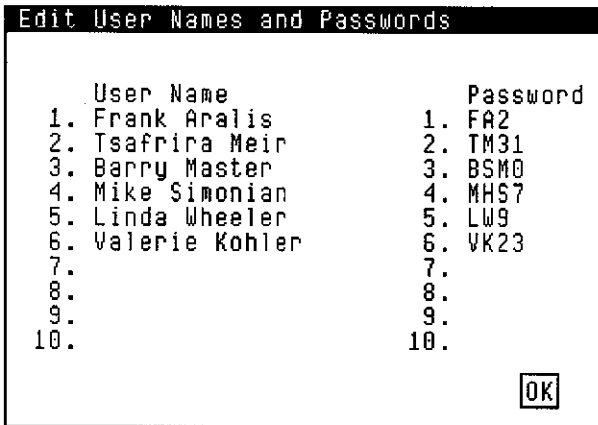 Edit User Names and Passwords
User Name Password
1. Frank Aralis 1. FA2
2. Tsafrira Meir 2. TM31
3. Barry Master 3. BSM0
4. Mike Simonian 4. MHS7
5. Linda Wheeler 5. LW9
6. Valerie Kohler 6. VK23
7. 7.
8. 8.
9. 9.
10. 10.
OK